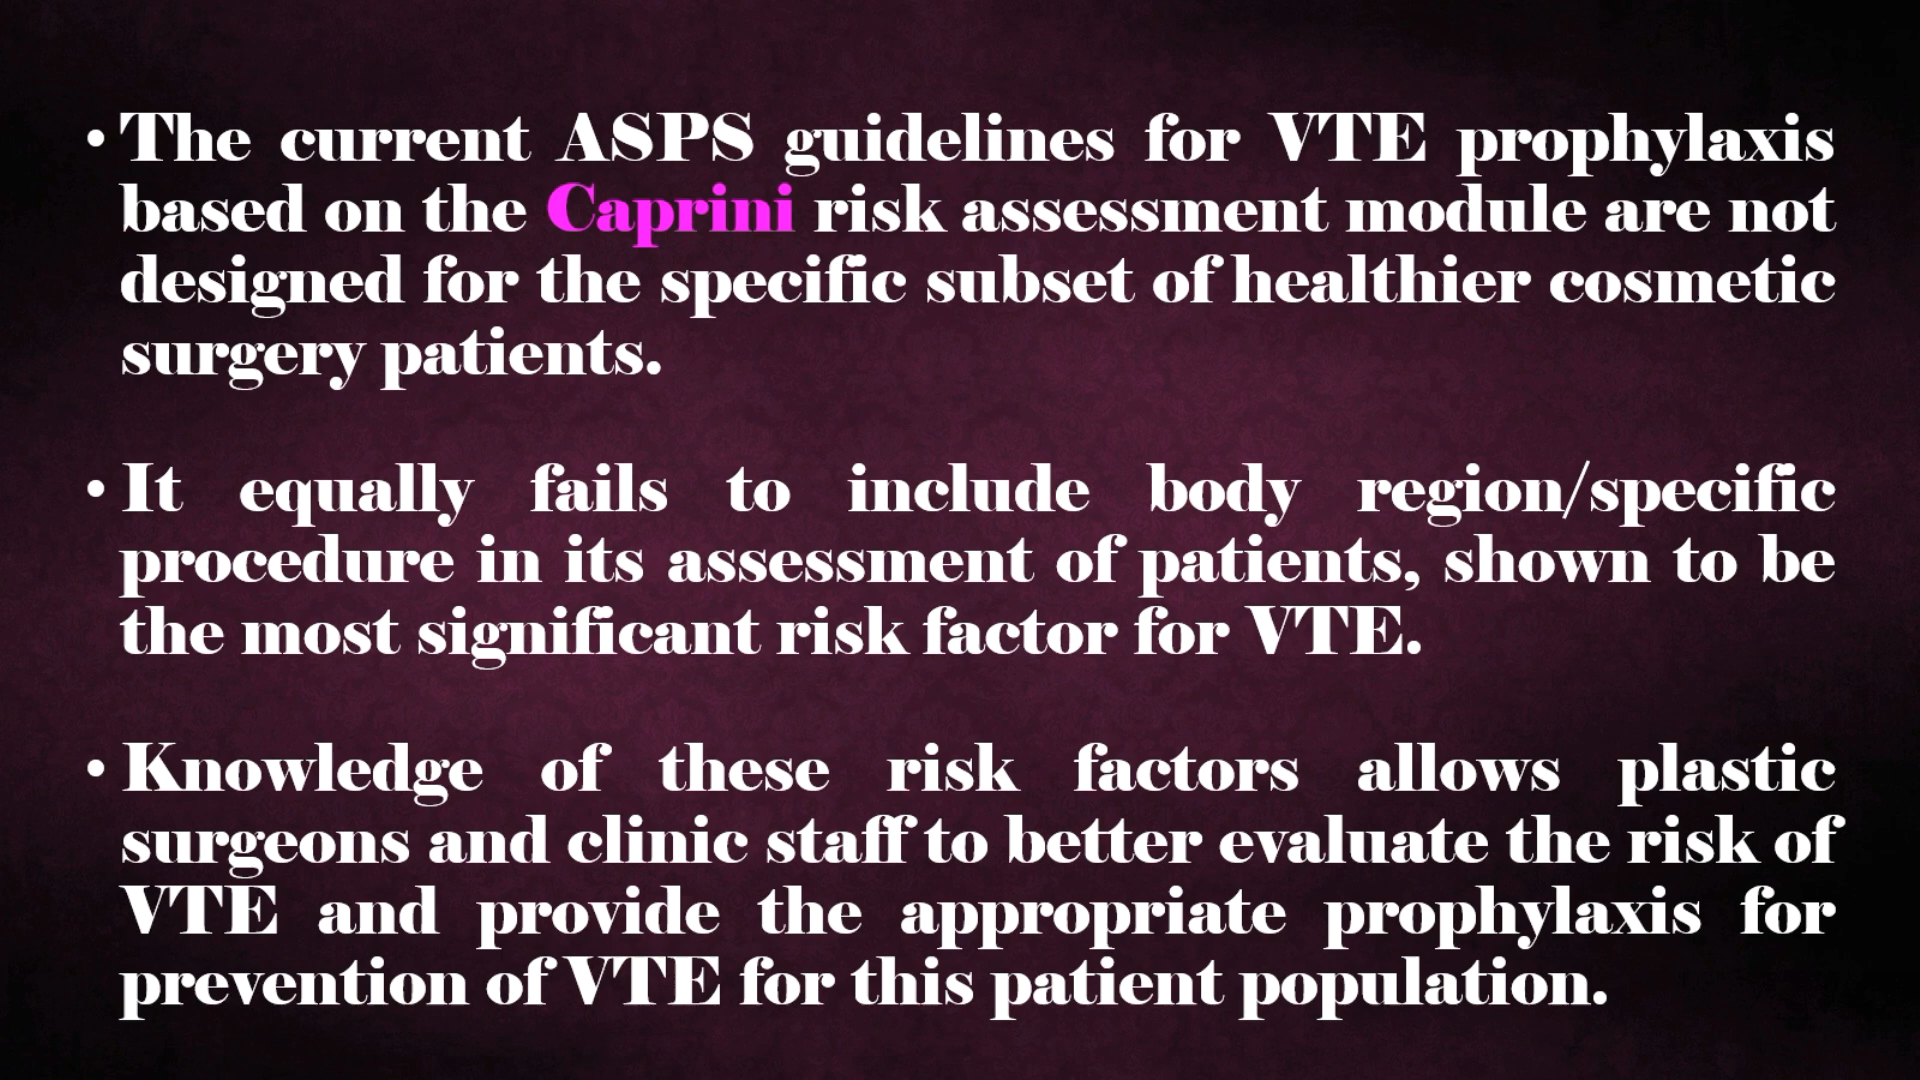 • The current ASPS guidelines for VTE prophylaxis
based on the Caprini risk assessment module are not
designed for the specific subset of healthier cosmetic
surgery patients.
• It equally fails to include body region/specific
procedure in its assessment of patients, shown to be
the most significant risk factor for VTE.
• Knowledge of these risk factors allows plastic
surgeons and clinic staff to better evaluate the risk of
VTE and provide the appropriate prophylaxis for
prevention of VTE for this patient population.